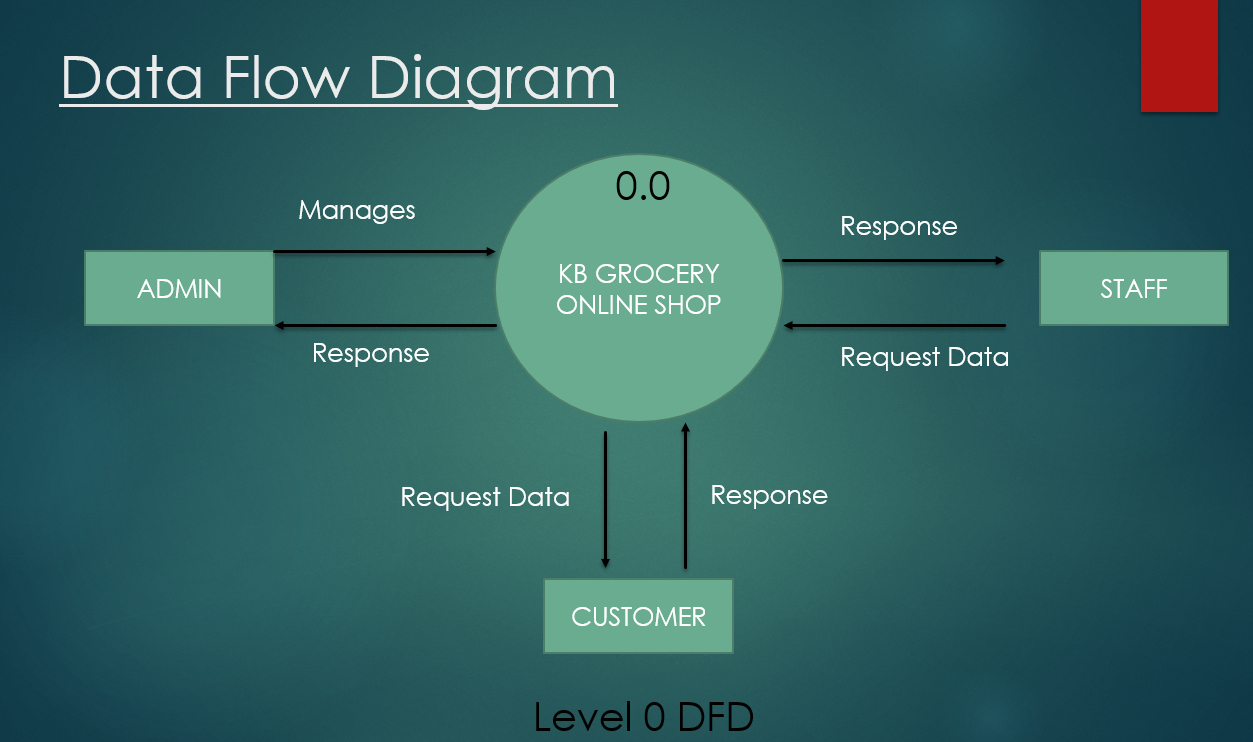 Data Flow Diagram
0.0
Manages
Response
ADMIN
KB GROCERY
ONLINE SHOP
STAFF
Response
Request Data
Request Data
Response
CUSTOMER
Level 0 DFD